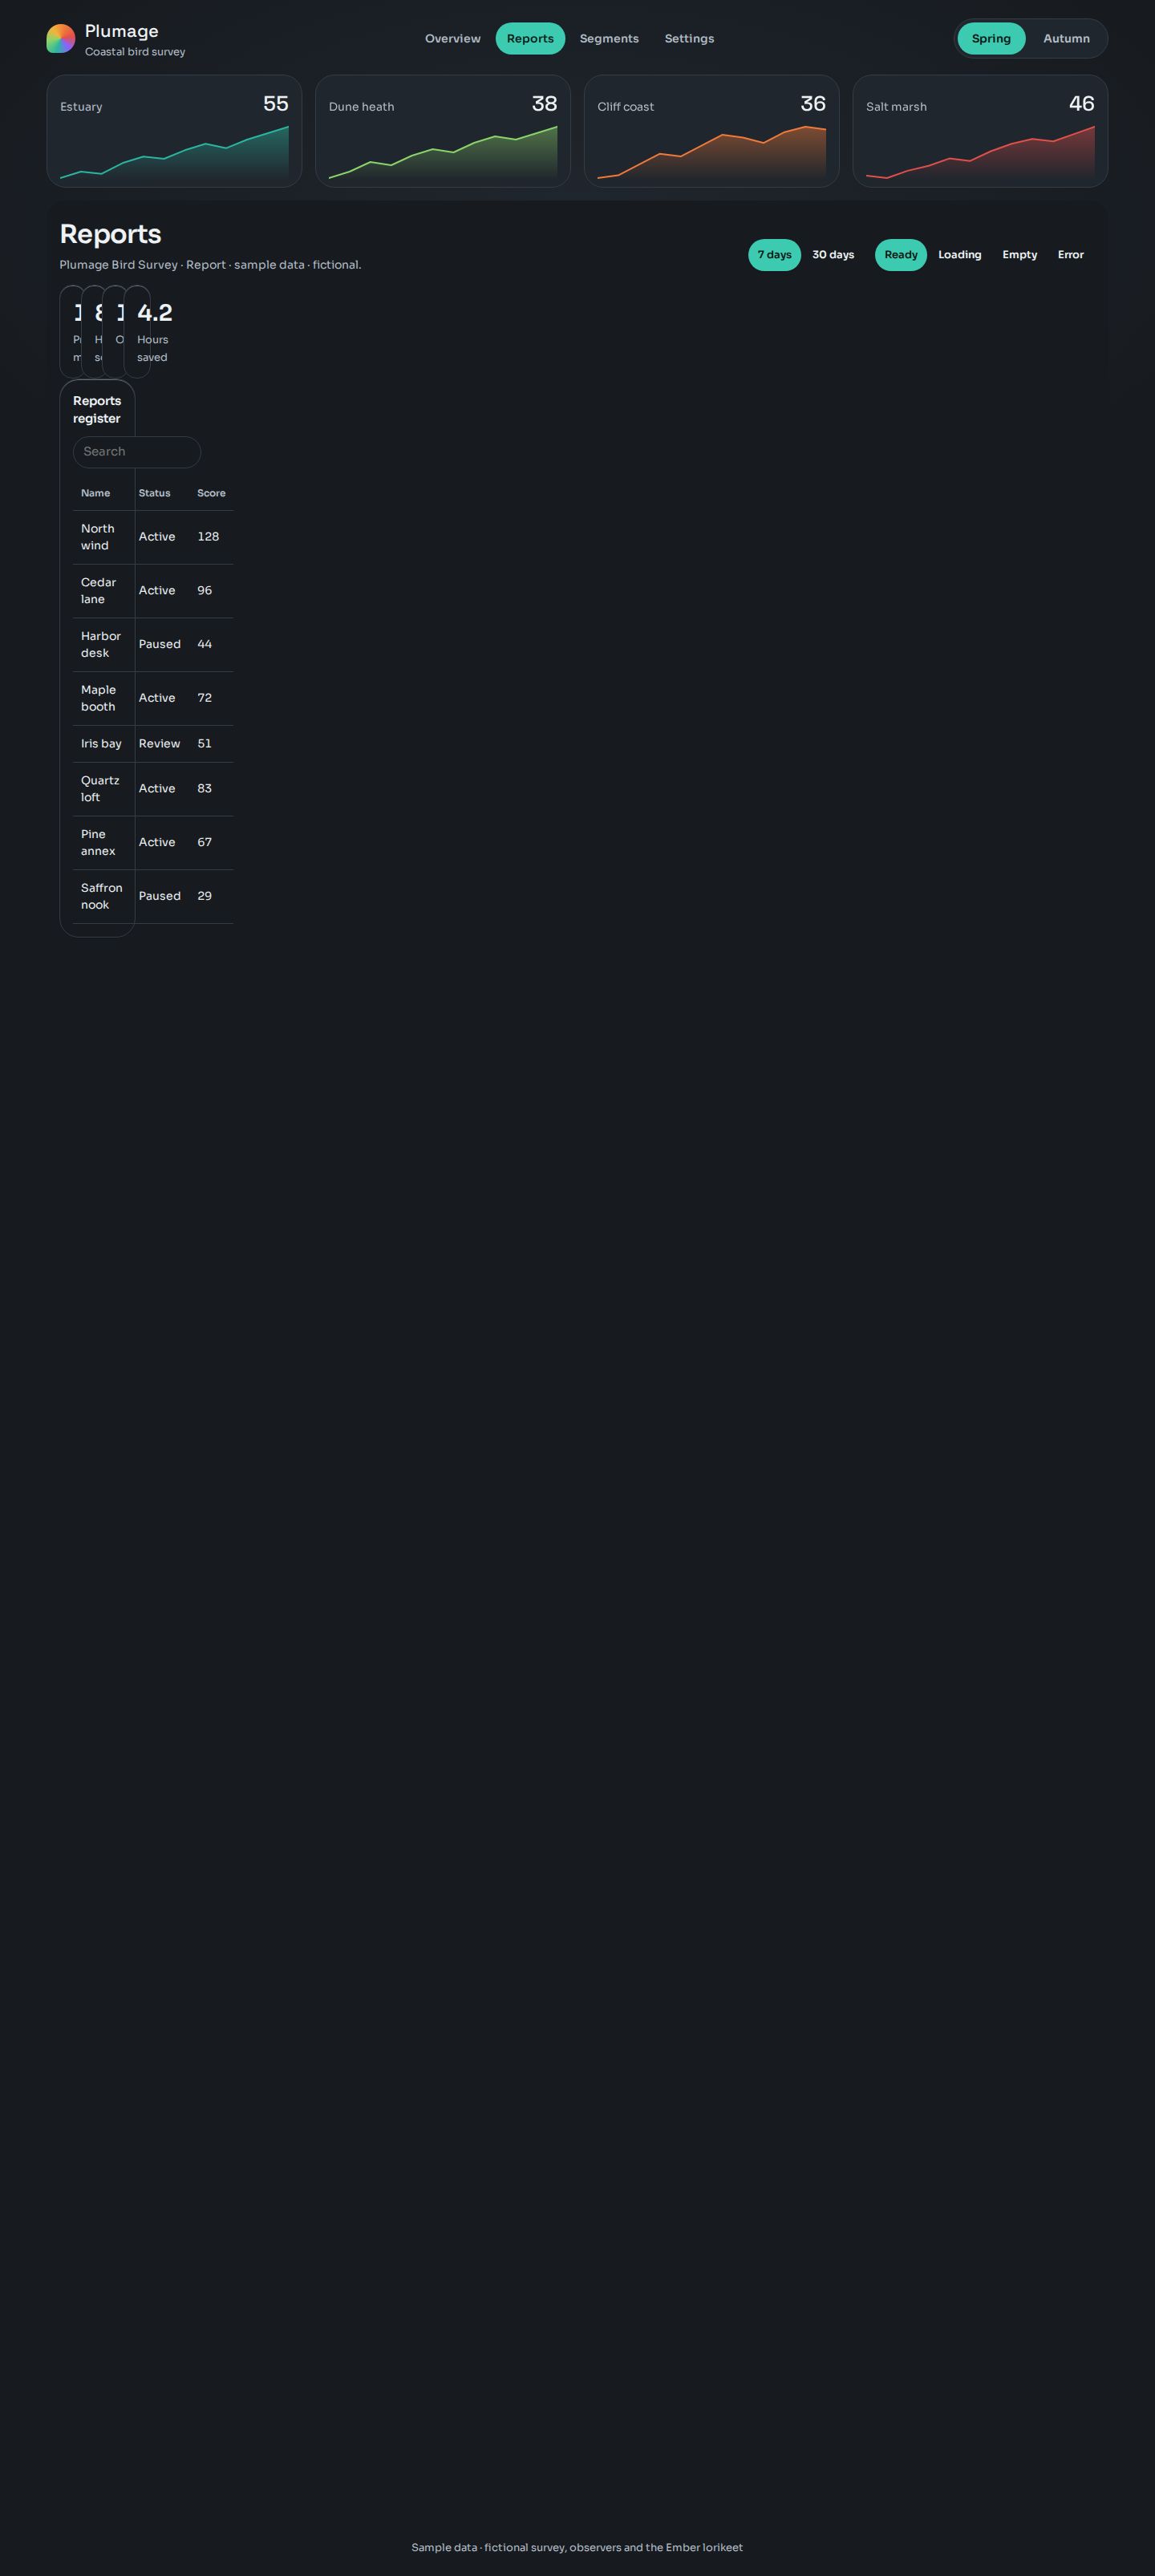 Plumage
Coastal bird survey
Overview Reports Segments Settings
Spring Autumn
Estuary 55
Dune heath 38
Cliff coast 36
Salt marsh 46
Reports
Plumage Bird Survey · Report · sample data · fictional.
7 days 30 days Ready Loading Empty Error
4.2
Hours
saved
Reports
register
Search
Name Status Score
North
wind
Active 128
Cedar
lane
Active 96
Harbor
desk
Paused 44
Maple
booth
Active 72
Iris bay Review 51
Quartz
loft
Active 83
Pine
annex
Active 67
Saffron
nook
Paused 29
Sample data · fictional survey, observers and the Ember lorikeet